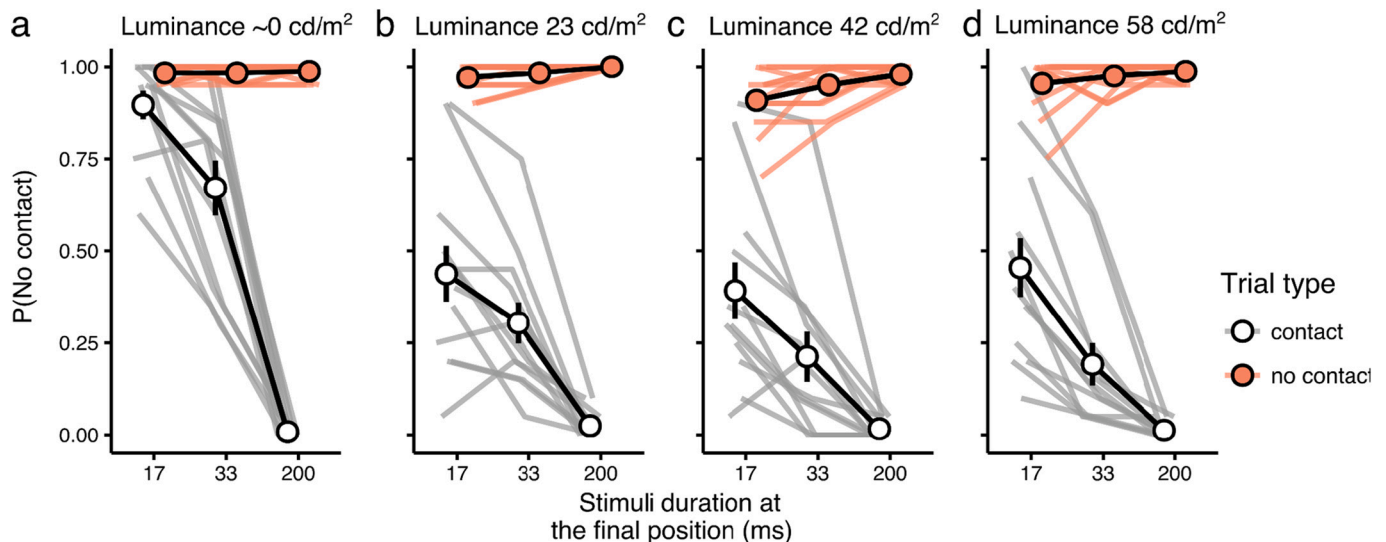 a Luminance ~0 cd/m²
b Luminance 23 cd/m²
c Luminance 42 cd/m²
d Luminance 58 cd/m²
P(No contact)
1.00
0.75
0.50
0.25
0.00
17 33 200
17 33 200
17 33 200
17 33 200
Stimuli duration at
the final position (ms)
Trial type
contact
no contact